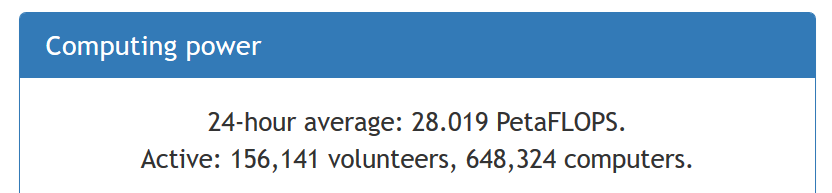 Computing power
24-hour average: 28.019 PetaFLOPS.
Active: 156,141 volunteers, 648,324 computers.